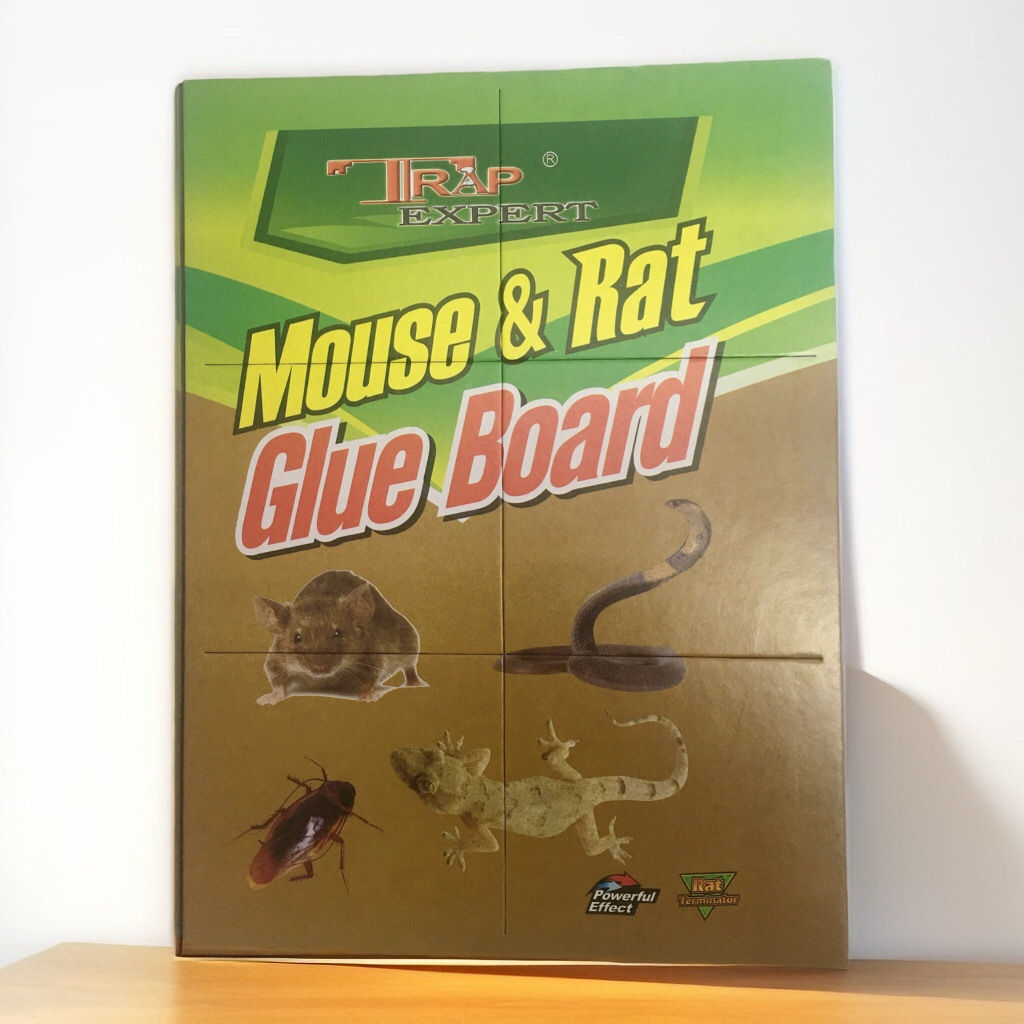 TRAP ®
EXPERT
Mouse & Rat
Glue Board
Powerful
Effect
Rat
Terminator